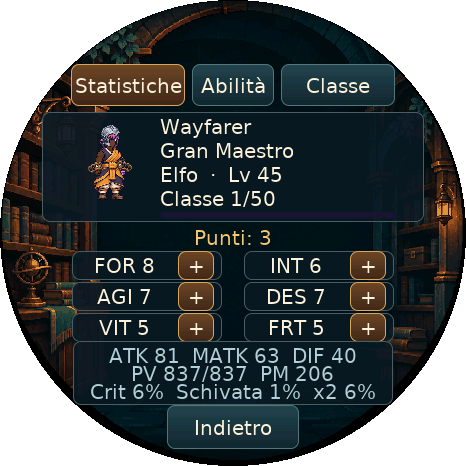 Statistiche Abilità Classe
Wayfarer
Gran Maestro
Elfo · Lv 45
Classe 1/50
Punti: 3
FOR 8 + INT 6 +
AGI 7 + DES 7 +
VIT 5 + FRT 5 +
ATK 81 MATK 63 DIF 40
PV 837/837 PM 206
Crit 6% Schivata 1% x2 6%
Indietro